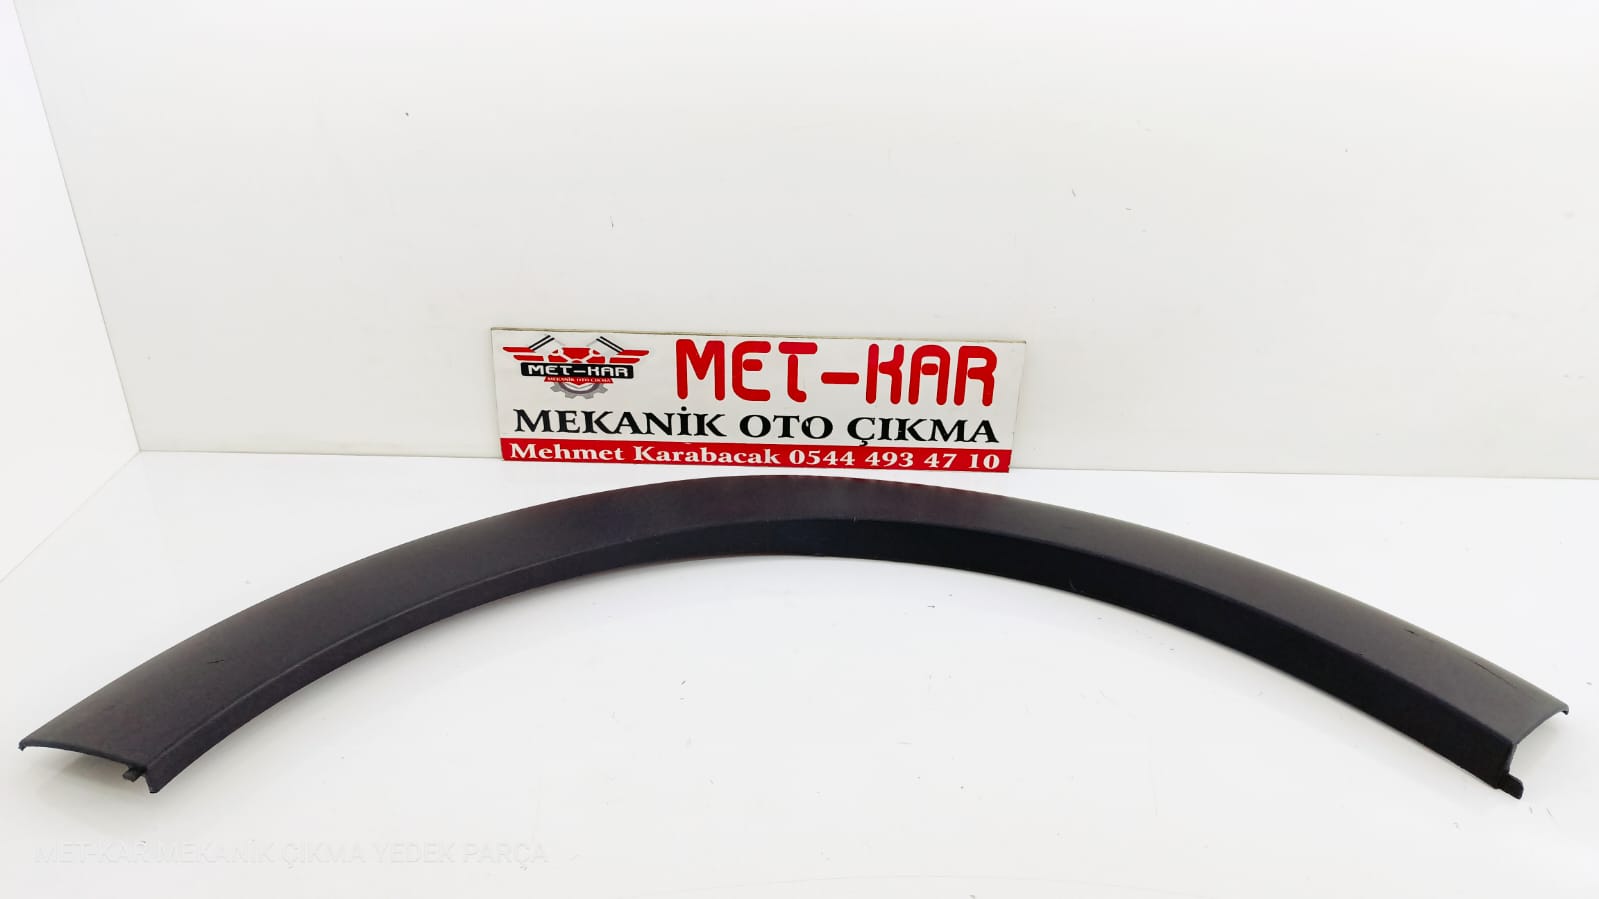 MET-KAR
MEKANİK OTO ÇIKMA
MET-KAR
MEKANİK OTO ÇIKMA
Mehmet Karabacak 0544 493 47 10
MET-KAR MEKANİK ÇIKMA YEDEK PARÇA